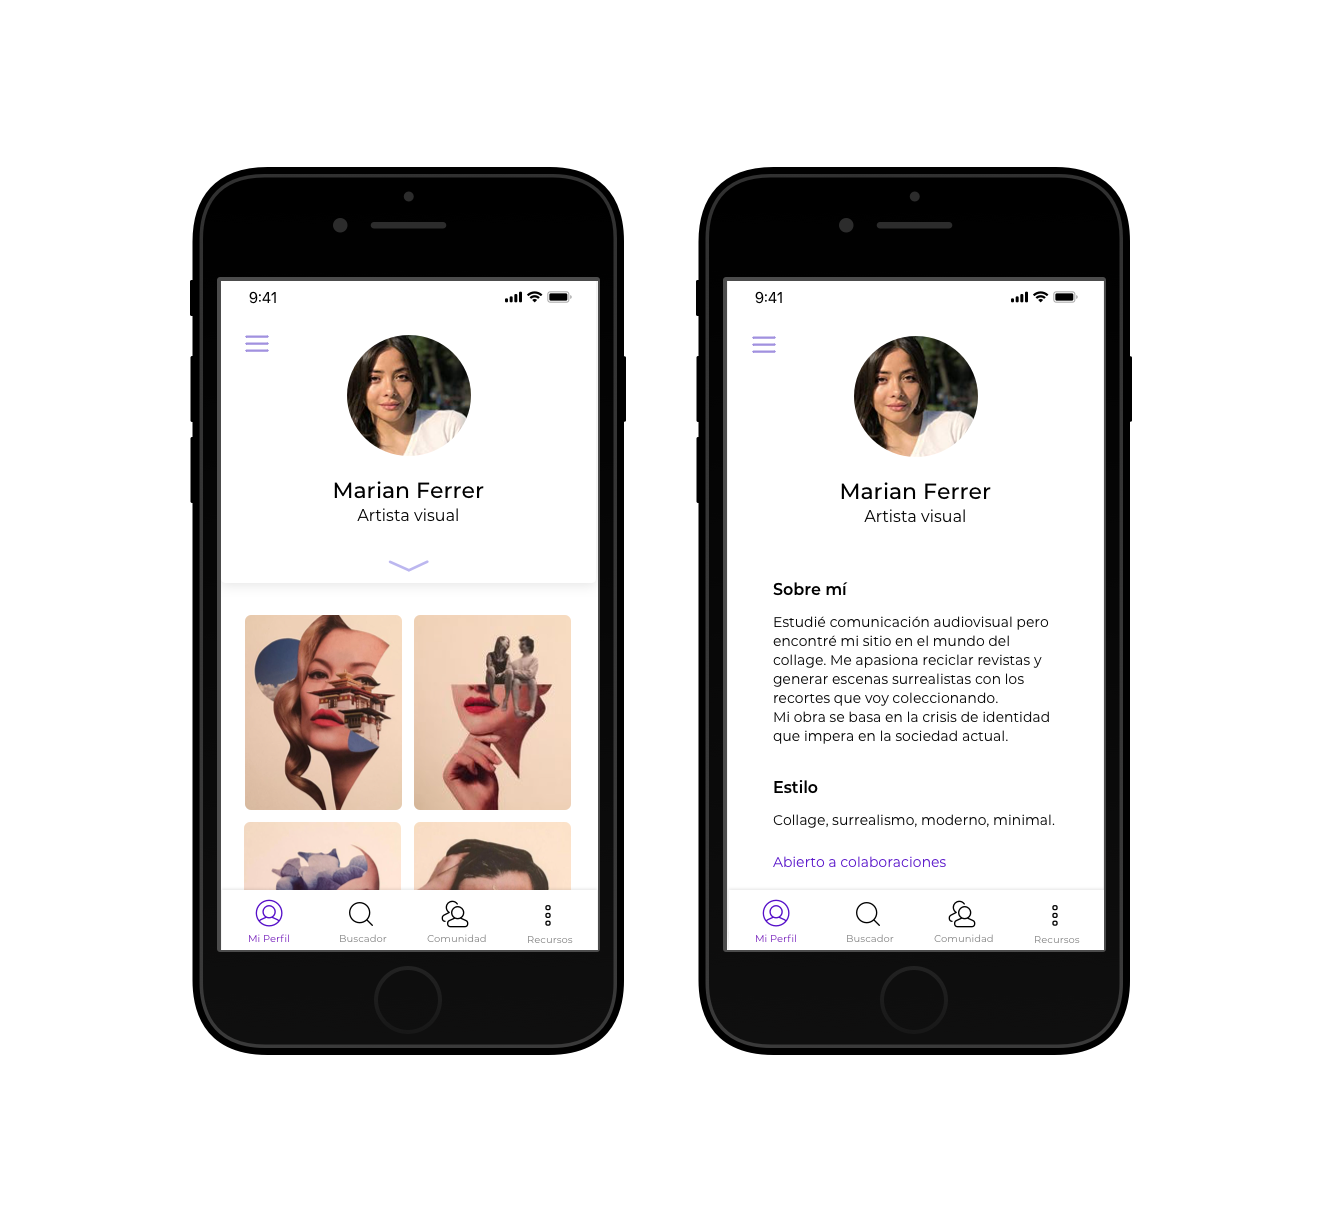 9:41
Marian Ferrer
Artista visual
Mi Perfil
Buscador
Comunidad
Recursos
9:41
Marian Ferrer
Artista visual
Sobre mí
Estudié comunicación audiovisual pero
encontré mi sitio en el mundo del
collage. Me apasiona reciclar revistas y
generar escenas surrealistas con los
recortes que voy coleccionando.
Mi obra se basa en la crisis de identidad
que impera en la sociedad actual.
Estilo
Collage, surrealismo, moderno, minimal.
Abierto a colaboraciones
Mi Perfil
Buscador
Comunidad
Recursos